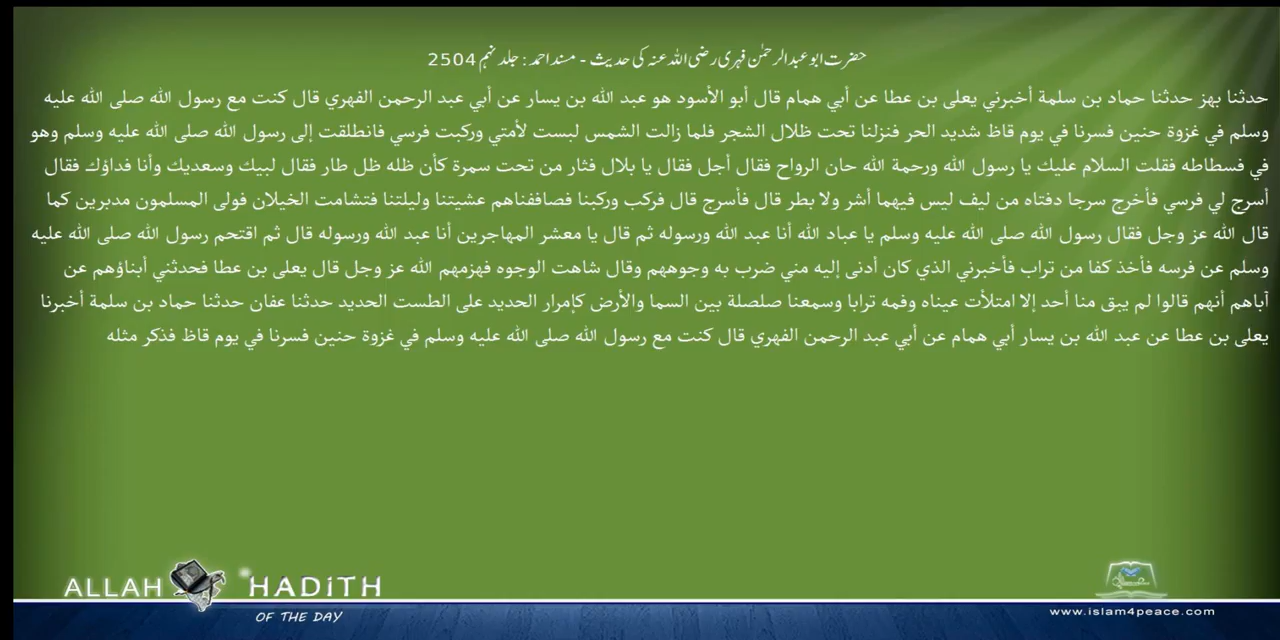 حضرت ابو عبدالرحمٰن فہری رضی اللہ عنہ کی حدیث - مسند احمد : جلد نہم 2504
حدثنا بهز حدثنا حماد بن سلمة أخبرني يعلى بن عطا عن أبي همام قال أبو الأسود هو عبد الله بن يسار عن أبي عبد الرحمن الفهري قال كنت مع رسول الله صلى الله عليه
وسلم في غزوة حنين فسرنا في يوم قاظ شديد الحر فنزلنا تحت ظلال الشجر فلما زالت الشمس لبست لأمتي وركبت فرسي فانطلقت إلى رسول الله صلى الله عليه وسلم وهو
في فسطاطه فقلت السلام عليك يا رسول الله ورحمة الله حان الرواح فقال أجل فقال يا بلال فثار من تحت سمرة كأن ظله ظل طار فقال لبيك وسعديك وأنا فداؤك فقال
أسرج لي فرسي فأخرج سرجا دفتاه من ليف ليس فيهما أشر ولا بطر قال فأسرج قال فركب وركبنا فصاففناهم عشيتنا وليلتنا فتشامت الخيلان فولى المسلمون مدبرين كما
قال الله عز وجل فقال رسول الله صلى الله عليه وسلم يا عباد الله أنا عبد الله ورسوله ثم قال يا معشر المهاجرين أنا عبد الله ورسوله قال ثم اقتحم رسول الله صلى الله عليه
وسلم عن فرسه فأخذ كفا من تراب فأخبرني الذي كان أدنى إليه مني ضرب به وجوههم وقال شاهت الوجوه فهزمهم الله عز وجل قال يعلى بن عطا فحدثني أبناؤهم عن
آباهم أنهم قالوا لم يبق منا أحد إلا امتلأت عيناه وفمه ترابا وسمعنا صلصلة بين السما والأرض كإمرار الحديد على الطست الحديد حدثنا عفان حدثنا حماد بن سلمة أخبرنا
يعلى بن عطا عن عبد الله بن يسار أبي همام عن أبي عبد الرحمن الفهري قال كنت مع رسول الله صلى الله عليه وسلم في غزوة حنين فسرنا في يوم قاظ فذكر مثله
ALLAH HADITH
OF THE DAY
www.islam4peace.com